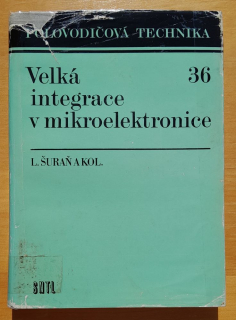 POLOVODIČOVÁ TECHNIKA
Velká 36
integrace
v mikroelektronice
L. ŠURAŇ A KOL.
SNTL